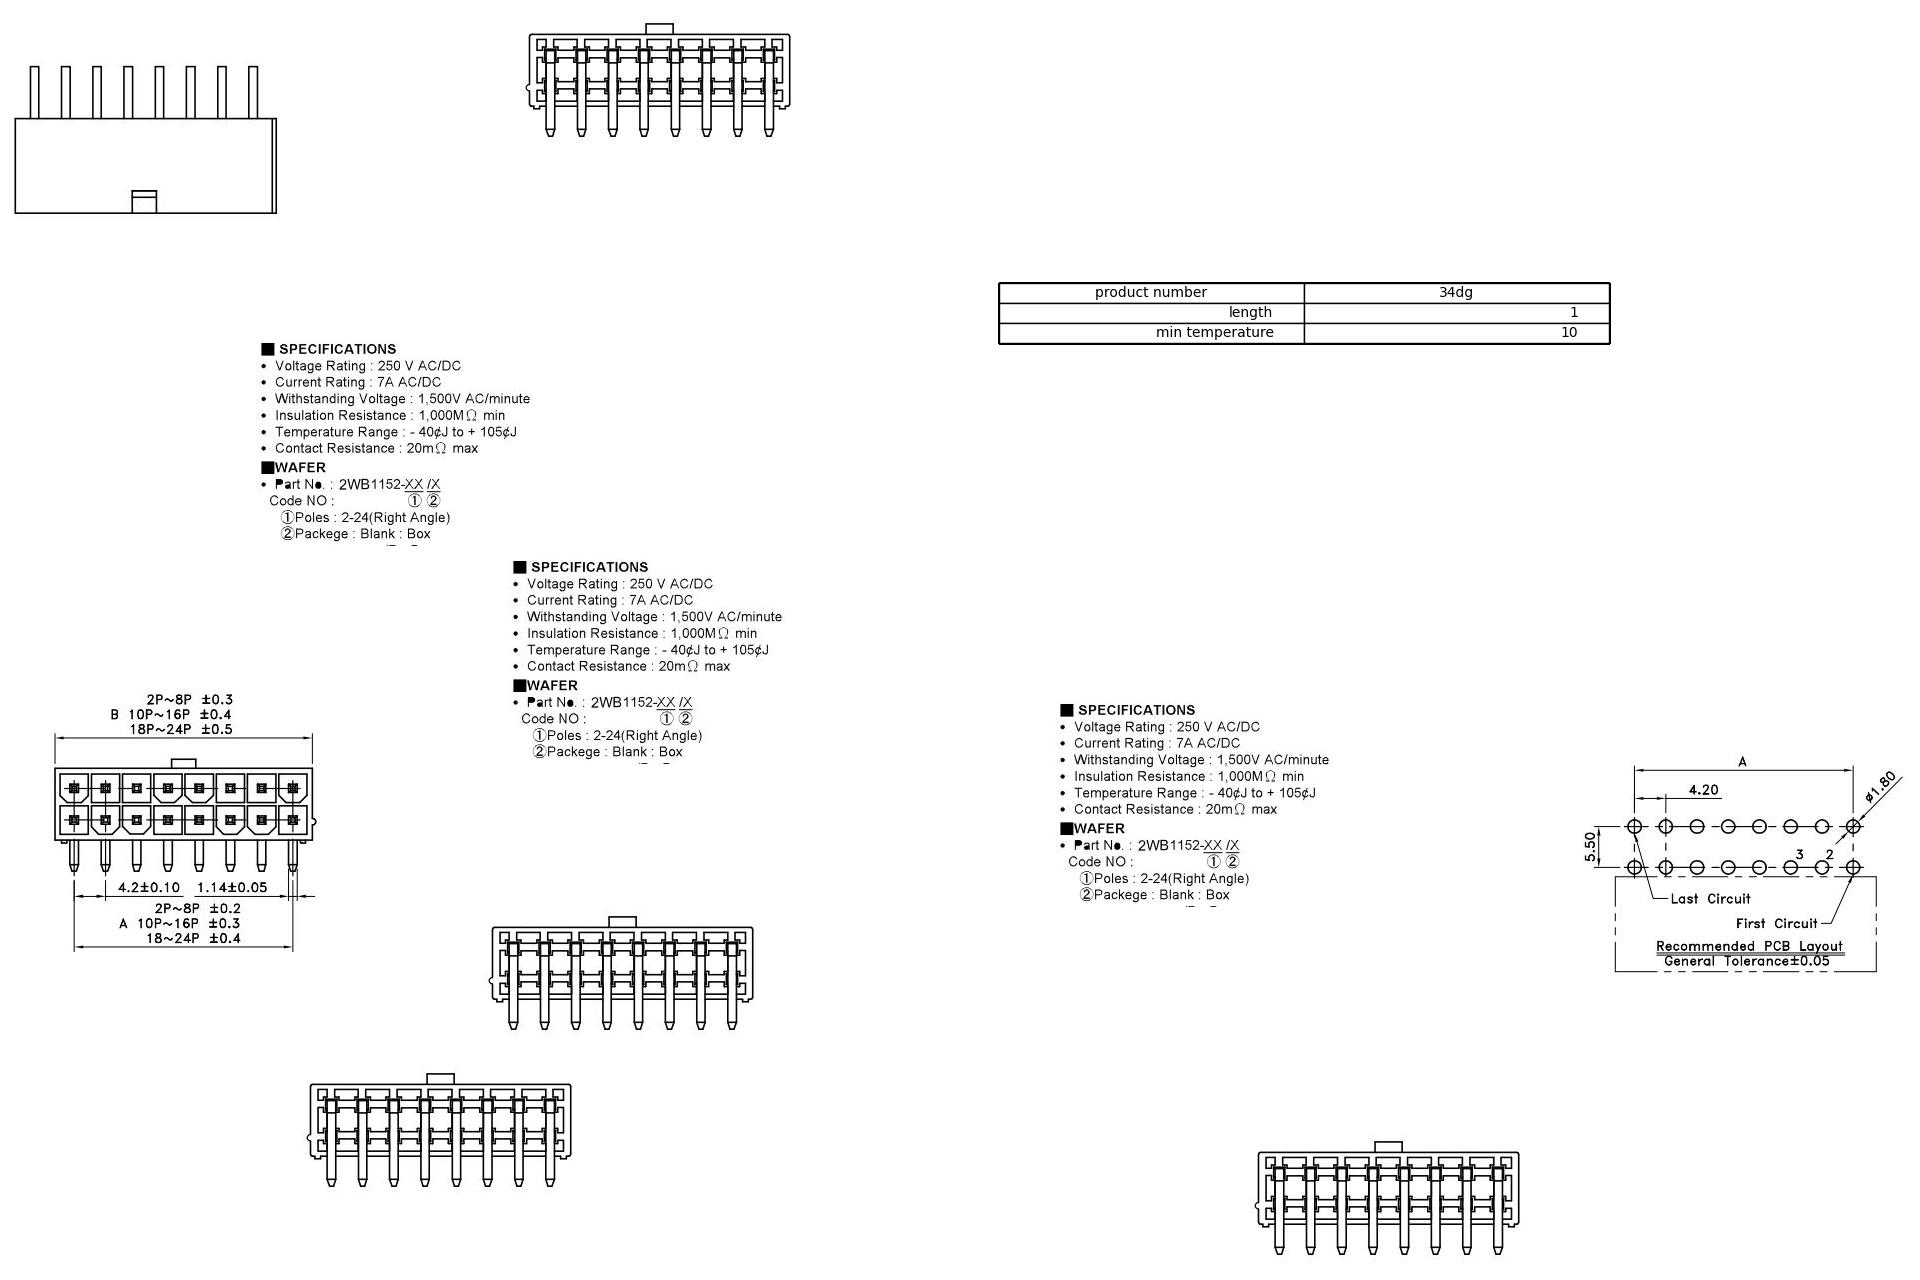 product number 34dg
length 1
min temperature 10
■ SPECIFICATIONS
• Voltage Rating : 250 V AC/DC
• Current Rating : 7A AC/DC
• Withstanding Voltage : 1,500V AC/minute
• Insulation Resistance : 1,000MΩ min
• Temperature Range : - 40¢J to + 105¢J
• Contact Resistance : 20mΩ max
■WAFER
• Part No. : 2WB1152-XX /X
Code NO : ① ②
①Poles : 2-24(Right Angle)
②Packege : Blank : Box
■ SPECIFICATIONS
• Voltage Rating : 250 V AC/DC
• Current Rating : 7A AC/DC
• Withstanding Voltage : 1,500V AC/minute
• Insulation Resistance : 1,000MΩ min
• Temperature Range : - 40¢J to + 105¢J
• Contact Resistance : 20mΩ max
■WAFER
• Part No. : 2WB1152-XX /X
Code NO : ① ②
①Poles : 2-24(Right Angle)
②Packege : Blank : Box
2P~8P ±0.3
B 10P~16P ±0.4
18P~24P ±0.5
4.2±0.10 1.14±0.05
2P~8P ±0.2
A 10P~16P ±0.3
18~24P ±0.4
■ SPECIFICATIONS
• Voltage Rating : 250 V AC/DC
• Current Rating : 7A AC/DC
• Withstanding Voltage : 1,500V AC/minute
• Insulation Resistance : 1,000MΩ min
• Temperature Range : - 40¢J to + 105¢J
• Contact Resistance : 20mΩ max
■WAFER
• Part No. : 2WB1152-XX /X
Code NO : ① ②
①Poles : 2-24(Right Angle)
②Packege : Blank : Box
A
4.20
ø1.80
5.50
3 2
Last Circuit
First Circuit
Recommended PCB Layout
General Tolerance±0.05